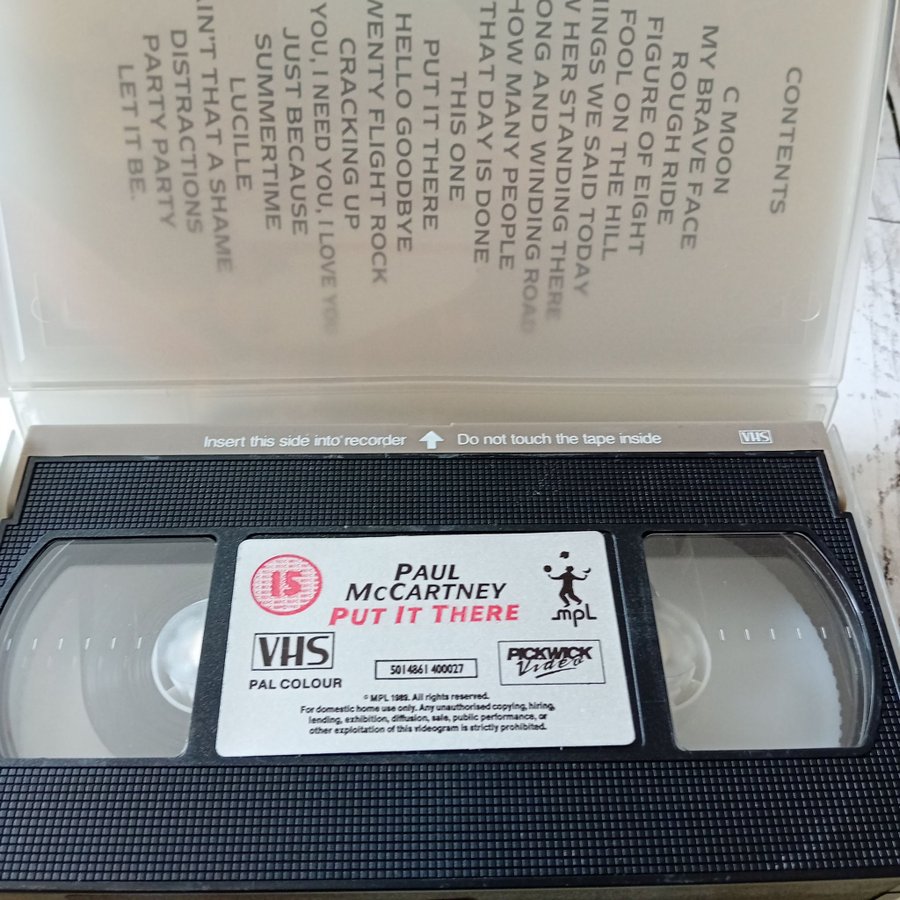 CONTENTS
C MOON
MY BRAVE FACE
ROUGH RIDE
FIGURE OF EIGHT
FOOL ON THE HILL
INGS WE SAID TODAY
HER STANDING THERE
ONG AND WINDING ROAD
HOW MANY PEOPLE
THAT DAY IS DONE
THIS ONE
PUT IT THERE
HELLO GOODBYE
WENTY FLIGHT ROCK
CRACKING UP
YOU, I NEED YOU, I LOVE YOU
JUST BECAUSE
SUMMERTIME
LUCILLE
AIN'T THAT A SHAME
DISTRACTIONS
PARTY PARTY
LET IT BE.
Insert this side into recorder Do not touch the tape inside VHS
15
PAUL
McCARTNEY
PUT IT THERE
mpL
VHS
PAL COLOUR
5014861 400027
PICKWICK
Video
© MPL 1989. All rights reserved.
For domestic home use only. Any unauthorised copying, hiring,
lending, exhibition, diffusion, sale, public performance, or
other exploitation of this videogram is strictly prohibited.